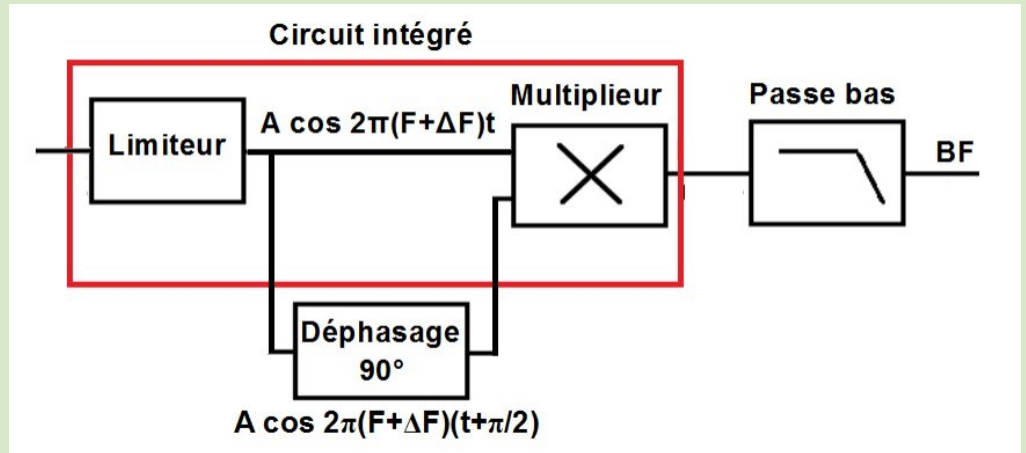 Circuit intégré
Multiplieur
Passe bas
A cos 2π(F+ΔF)t
Limiteur
BF
Déphasage
90°
A cos 2π(F+ΔF)(t+π/2)